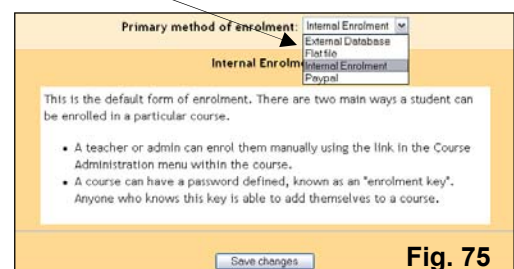 Primary method of enrolment: Internal Enrolment
External Database
Flat file
Internal Enrolment
Paypal
Internal Enrolm
This is the default form of enrolment. There are two main ways a student can
be enrolled in a particular course.
• A teacher or admin can enrol them manually using the link in the Course
Administration menu within the course.
• A course can have a password defined, known as an "enrolment key".
Anyone who knows this key is able to add themselves to a course.
Save changes
Fig. 75